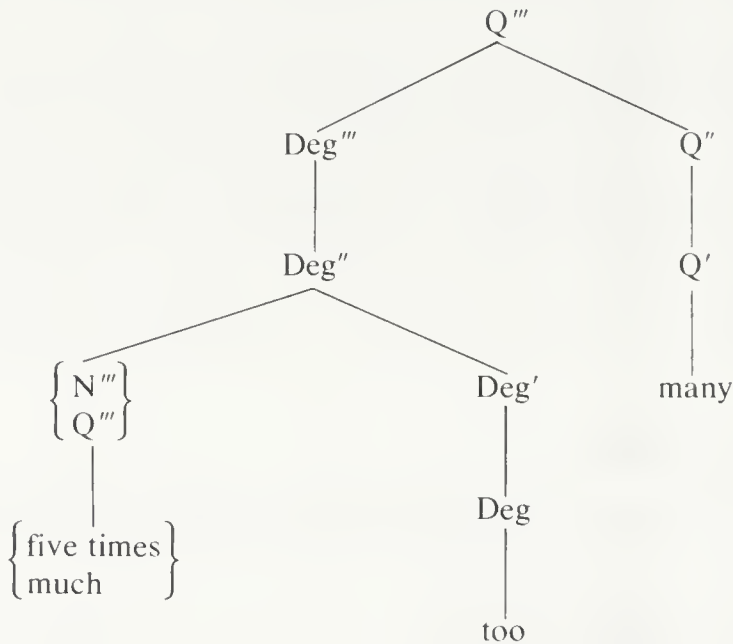 Q‴
Deg‴ Q″
Deg″ Q′
{ N‴ } Deg′ many
{ Q‴ }
Deg
{ five times }
{ much }
too